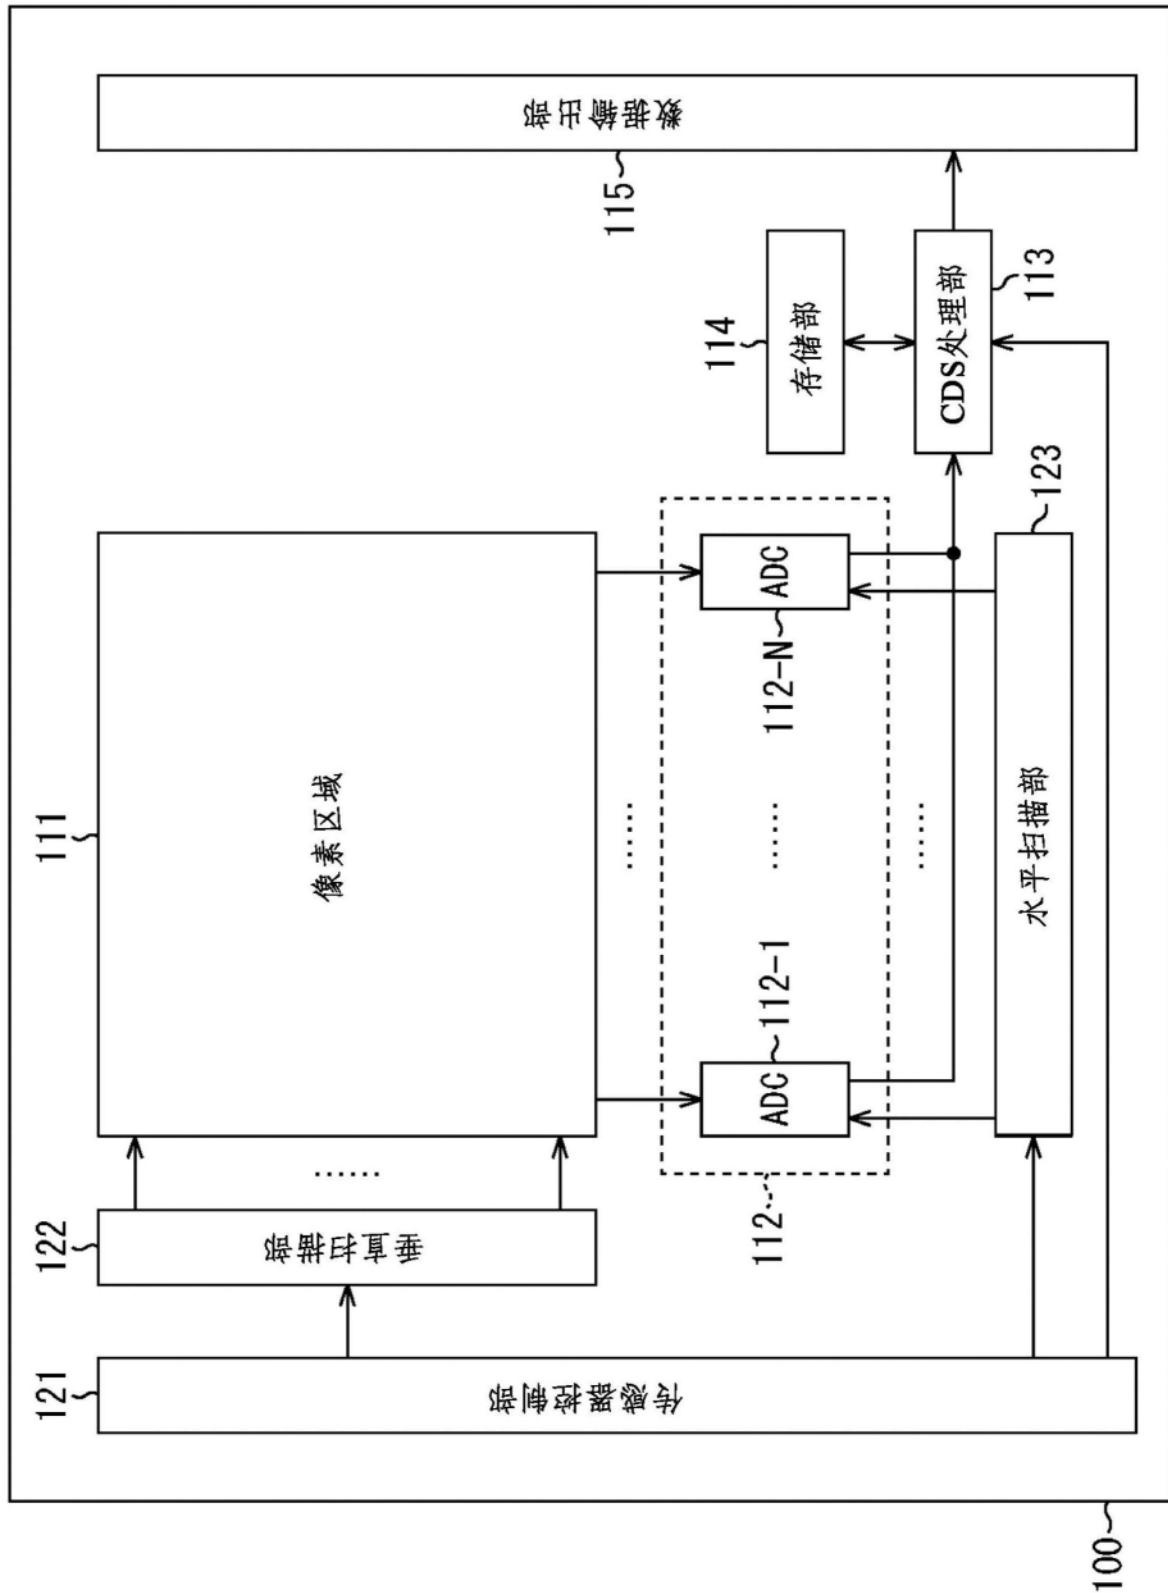 100
121
传感器控制部
122
垂直扫描部
……
111
像素区域
……
112
ADC
112-1
……
ADC
112-N
……
水平扫描部
123
114
存储部
CDS处理部
113
115
数据输出部